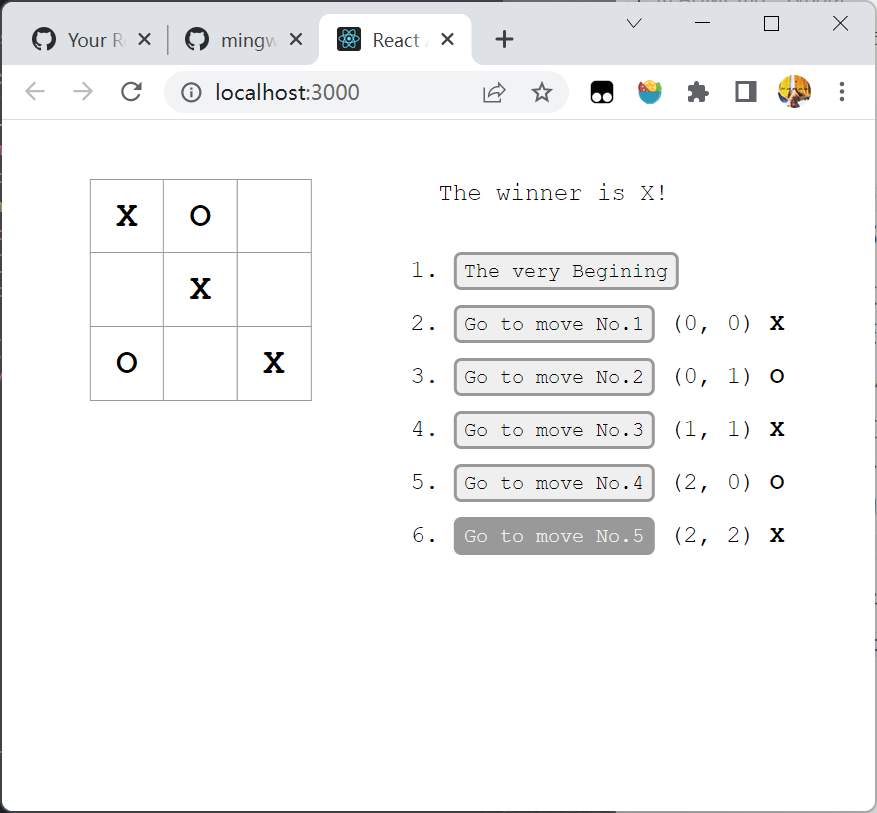 Your R
mingw
React
localhost:3000
X O
X
O X
The winner is X!
1. The very Begining
2. Go to move No.1 (0, 0) X
3. Go to move No.2 (0, 1) O
4. Go to move No.3 (1, 1) X
5. Go to move No.4 (2, 0) O
6. Go to move No.5 (2, 2) X